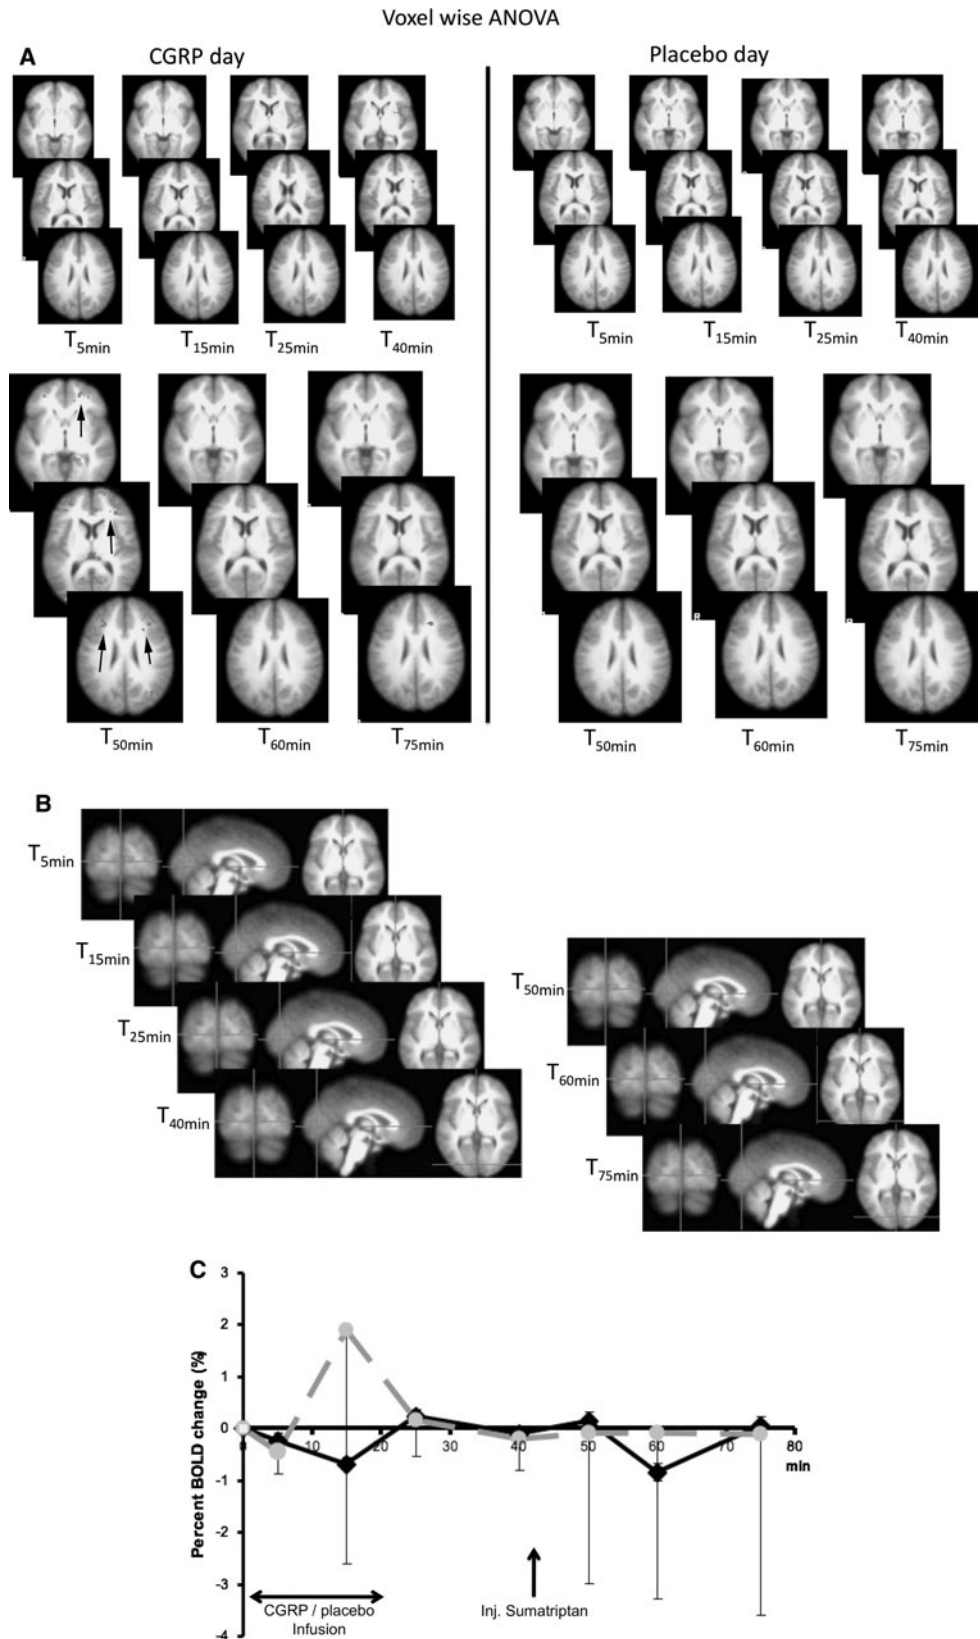 Voxel wise ANOVA
A
CGRP day
Placebo day
T5min
T15min
T25min
T40min
T5min
T15min
T25min
T40min
R
R
T50min
T60min
T75min
T50min
T60min
T75min
B
T5min
T15min
T25min
T40min
T50min
T60min
T75min
C
Percent BOLD change (%)
3
2
1
0
-1
-2
-3
-4
0
10
20
30
40
50
60
70
80
min
CGRP / placebo
Infusion
Inj. Sumatriptan